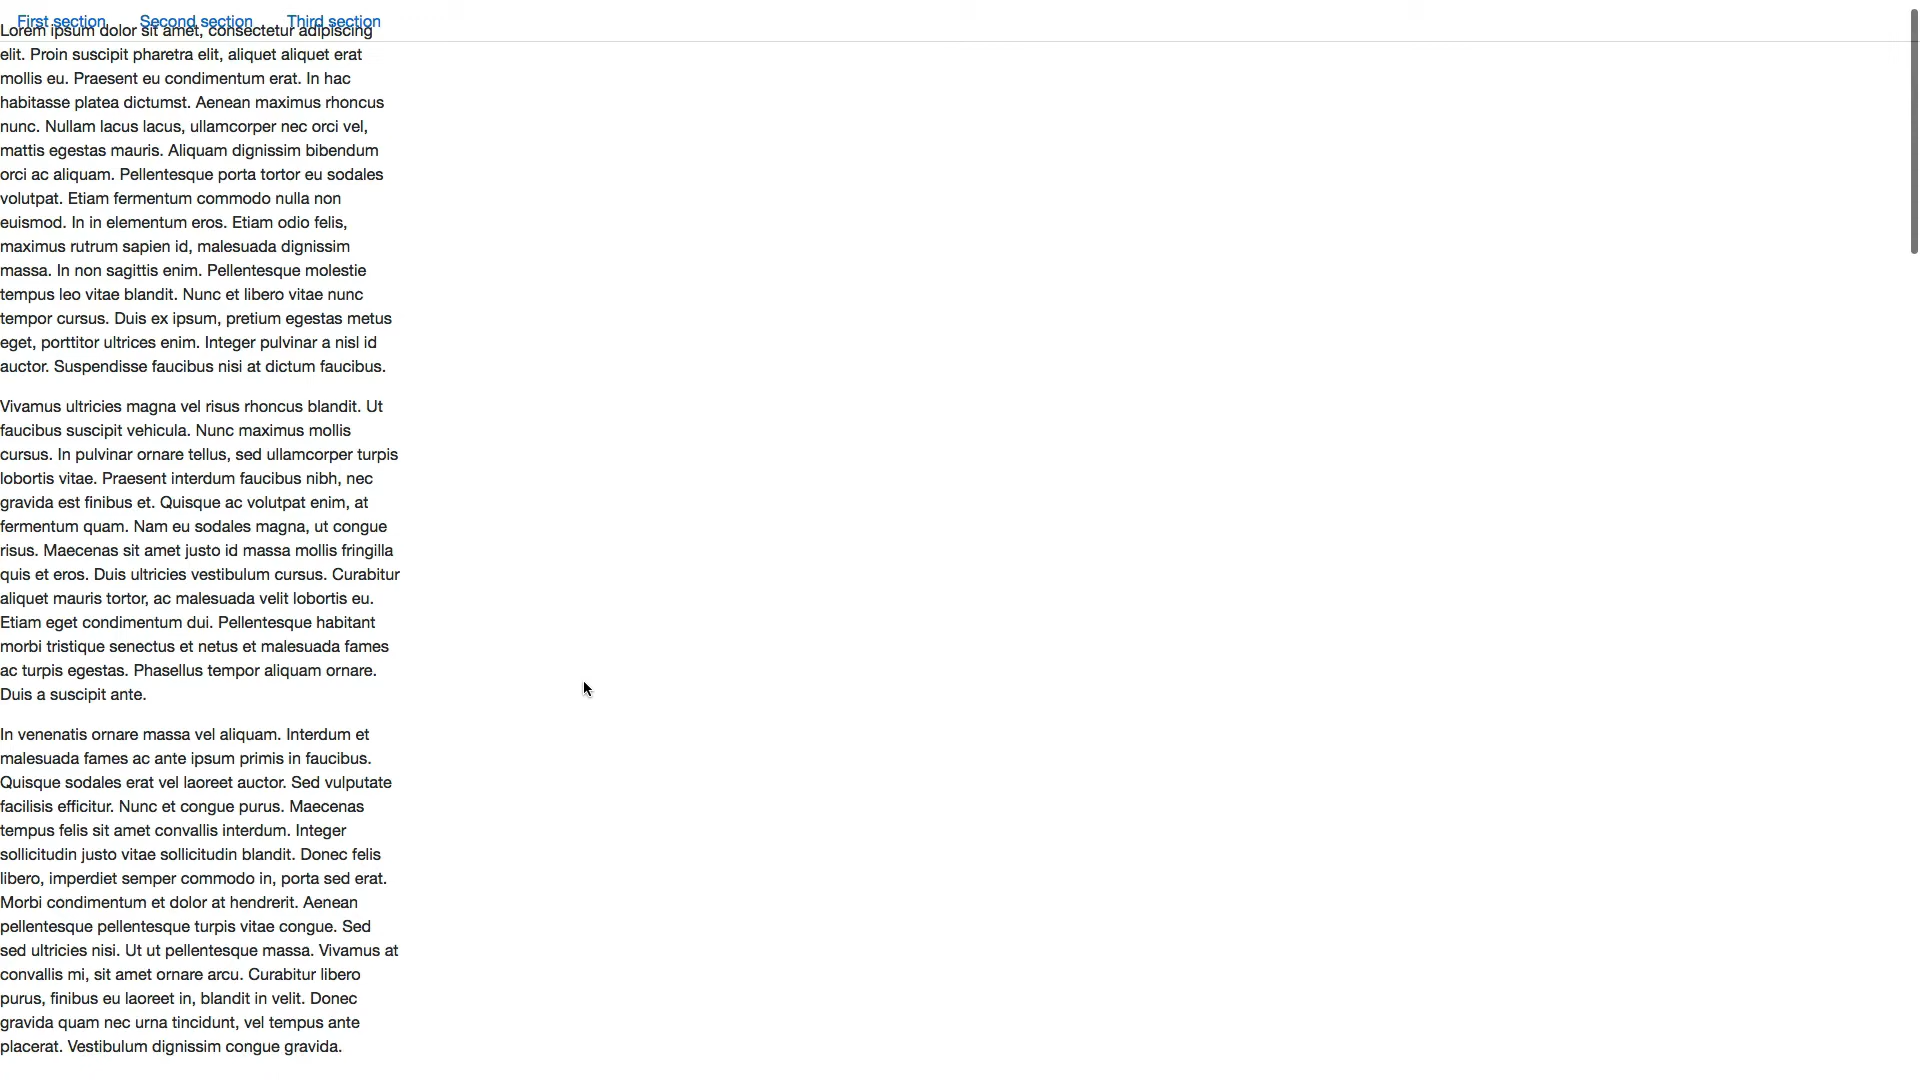 First section Second section Third section
Lorem ipsum dolor sit amet, consectetur adipiscing
elit. Proin suscipit pharetra elit, aliquet aliquet erat
mollis eu. Praesent eu condimentum erat. In hac
habitasse platea dictumst. Aenean maximus rhoncus
nunc. Nullam lacus lacus, ullamcorper nec orci vel,
mattis egestas mauris. Aliquam dignissim bibendum
orci ac aliquam. Pellentesque porta tortor eu sodales
volutpat. Etiam fermentum commodo nulla non
euismod. In in elementum eros. Etiam odio felis,
maximus rutrum sapien id, malesuada dignissim
massa. In non sagittis enim. Pellentesque molestie
tempus leo vitae blandit. Nunc et libero vitae nunc
tempor cursus. Duis ex ipsum, pretium egestas metus
eget, porttitor ultrices enim. Integer pulvinar a nisl id
auctor. Suspendisse faucibus nisi at dictum faucibus.
Vivamus ultricies magna vel risus rhoncus blandit. Ut
faucibus suscipit vehicula. Nunc maximus mollis
cursus. In pulvinar ornare tellus, sed ullamcorper turpis
lobortis vitae. Praesent interdum faucibus nibh, nec
gravida est finibus et. Quisque ac volutpat enim, at
fermentum quam. Nam eu sodales magna, ut congue
risus. Maecenas sit amet justo id massa mollis fringilla
quis et eros. Duis ultricies vestibulum cursus. Curabitur
aliquet mauris tortor, ac malesuada velit lobortis eu.
Etiam eget condimentum dui. Pellentesque habitant
morbi tristique senectus et netus et malesuada fames
ac turpis egestas. Phasellus tempor aliquam ornare.
Duis a suscipit ante.
In venenatis ornare massa vel aliquam. Interdum et
malesuada fames ac ante ipsum primis in faucibus.
Quisque sodales erat vel laoreet auctor. Sed vulputate
facilisis efficitur. Nunc et congue purus. Maecenas
tempus felis sit amet convallis interdum. Integer
sollicitudin justo vitae sollicitudin blandit. Donec felis
libero, imperdiet semper commodo in, porta sed erat.
Morbi condimentum et dolor at hendrerit. Aenean
pellentesque pellentesque turpis vitae congue. Sed
sed ultricies nisi. Ut ut pellentesque massa. Vivamus at
convallis mi, sit amet ornare arcu. Curabitur libero
purus, finibus eu laoreet in, blandit in velit. Donec
gravida quam nec urna tincidunt, vel tempus ante
placerat. Vestibulum dignissim congue gravida.